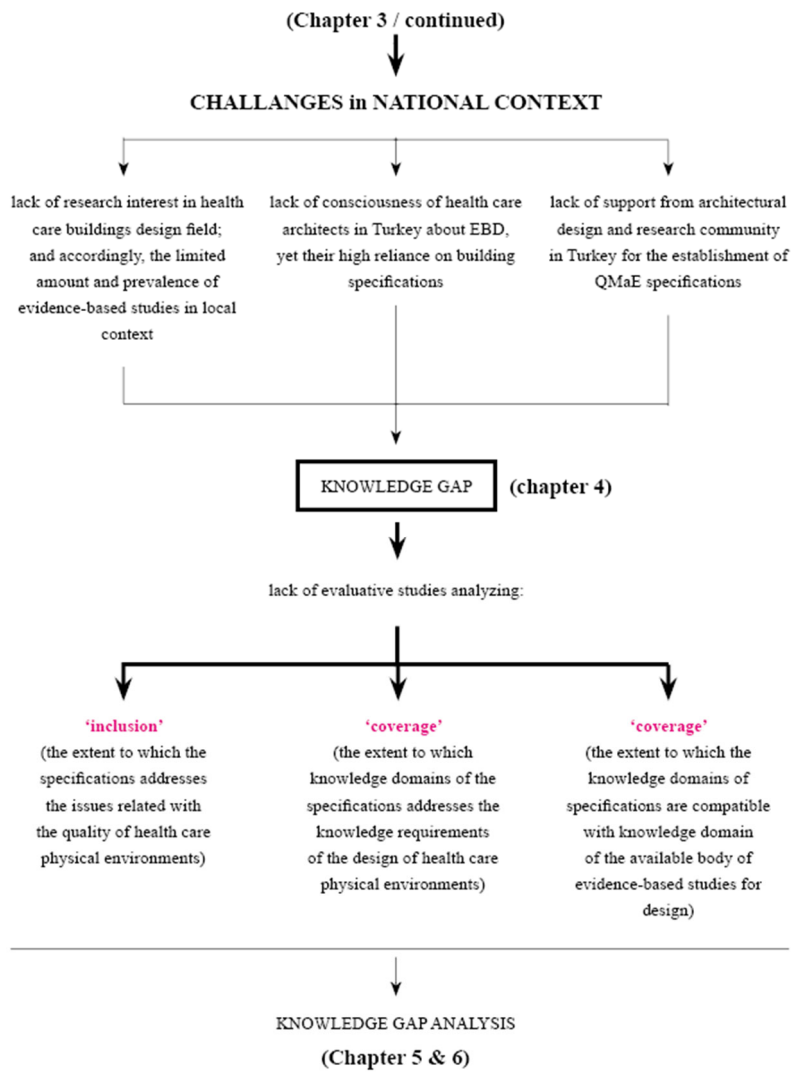 (Chapter 3 / continued)
CHALLANGES in NATIONAL CONTEXT
lack of research interest in health
care buildings design field;
and accordingly, the limited
amount and prevalence of
evidence-based studies in local
context
lack of consciousness of health care
architects in Turkey about EBD,
yet their high reliance on building
specifications
lack of support from architectural
design and research community
in Turkey for the establishment of
QMaE specifications
KNOWLEDGE GAP
(chapter 4)
lack of evaluative studies analyzing:
‘inclusion’
(the extent to which the
specifications addresses
the issues related with
the quality of health care
physical environments)
‘coverage’
(the extent to which
knowledge domains of the
specifications addresses the
knowledge requirements
of the design of health care
physical environments)
‘coverage’
(the extent to which the
knowledge domains of
specifications are compatible
with knowledge domain
of the available body of
evidence-based studies for
design)
KNOWLEDGE GAP ANALYSIS
(Chapter 5 & 6)